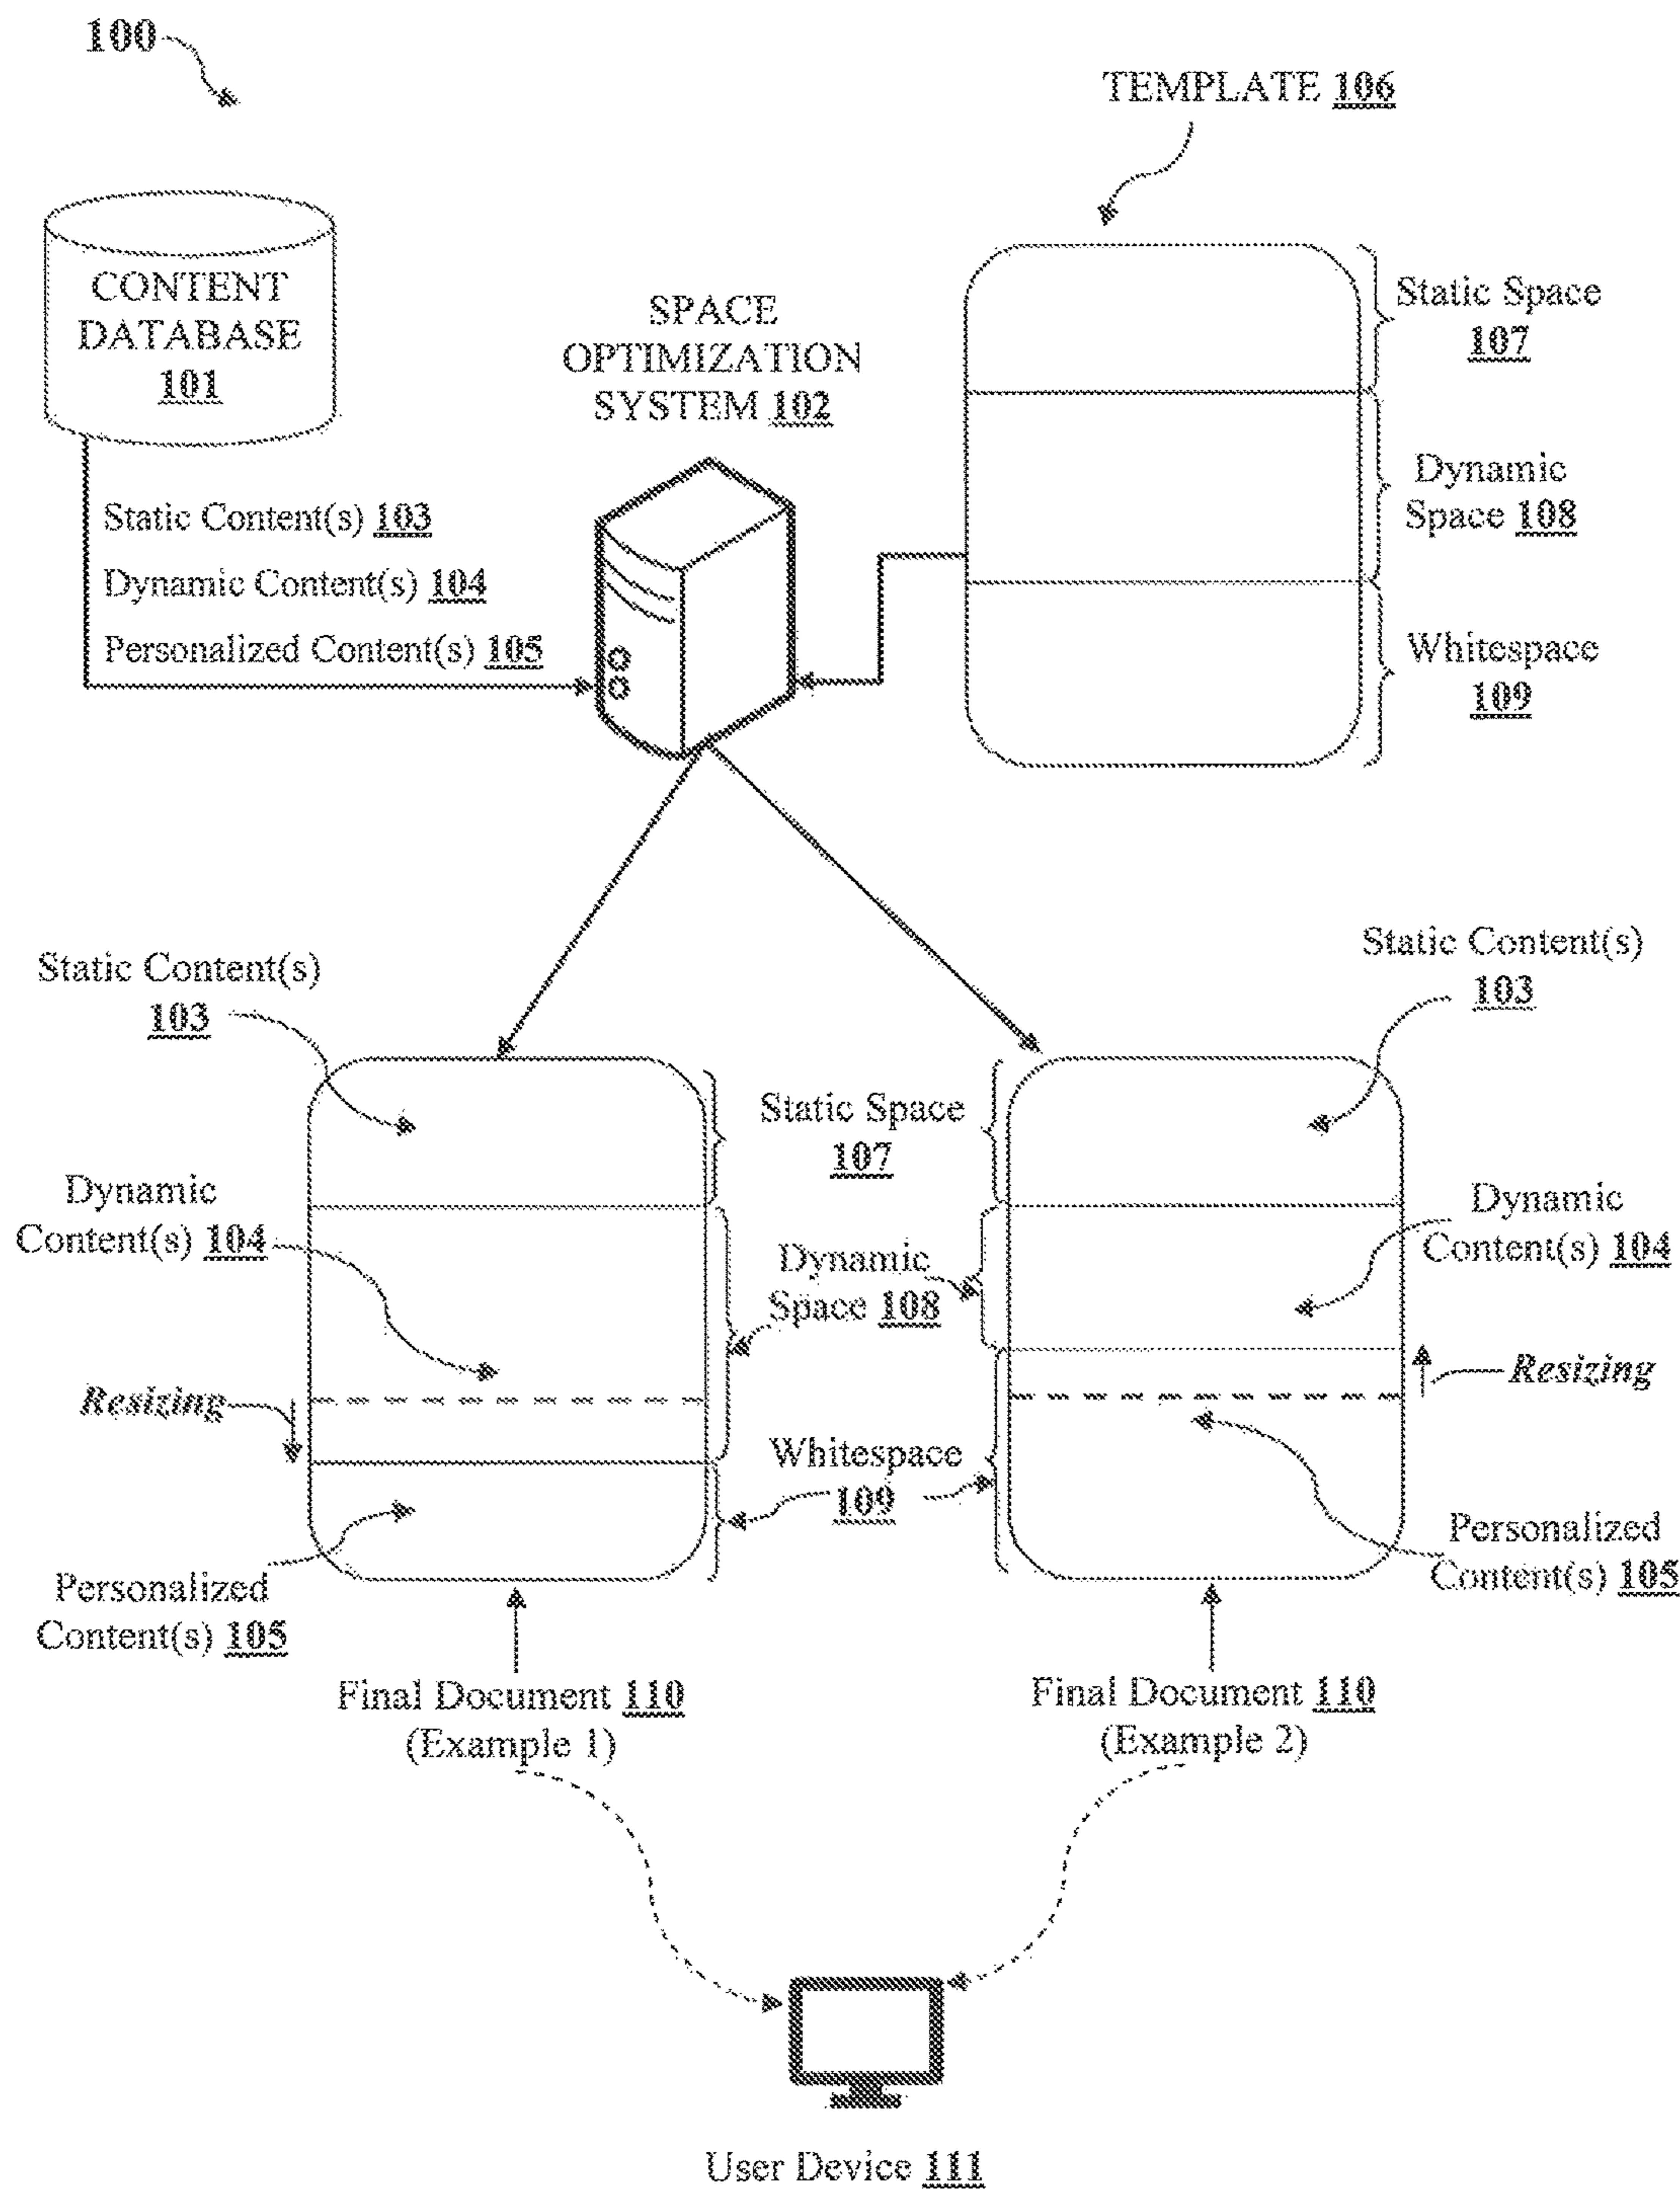 100
TEMPLATE 106
CONTENT
DATABASE
101
SPACE
OPTIMIZATION
SYSTEM 102
Static Space
107
Dynamic
Space 108
Whitespace
109
Static Content(s) 103
Dynamic Content(s) 104
Personalized Content(s) 105
Static Content(s)
103
Static Content(s)
103
Static Space
107
Dynamic
Content(s) 104
Dynamic
Space 108
Dynamic
Content(s) 104
Resizing
Resizing
Whitespace
109
Personalized
Content(s) 105
Personalized
Content(s) 105
Final Document 110
(Example 1)
Final Document 110
(Example 2)
User Device 111